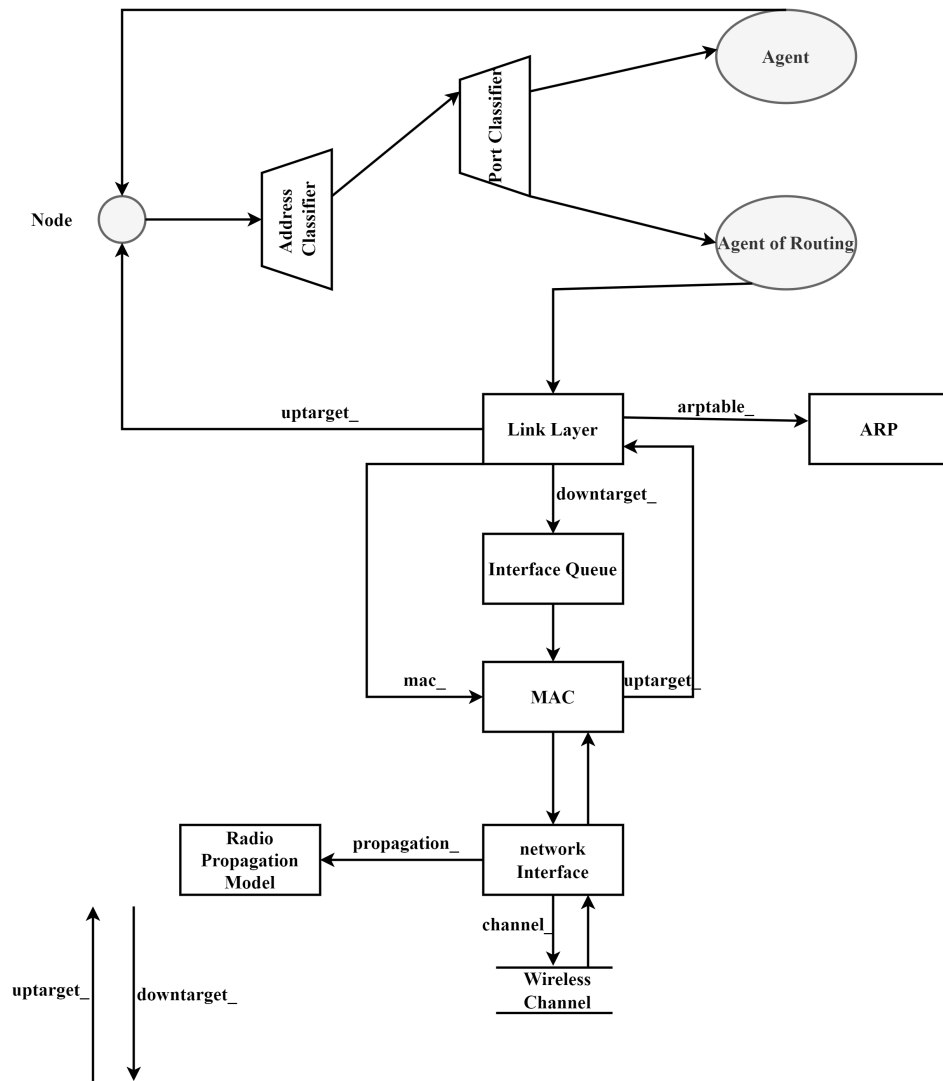 Agent
Port Classifier
Address
Classifier
Node
Agent of Routing
uptarget_
Link Layer
arptable_
ARP
downtarget_
Interface Queue
mac_
MAC
uptarget_
Radio
Propagation
Model
propagation_
network
Interface
channel_
Wireless
Channel
uptarget_
downtarget_